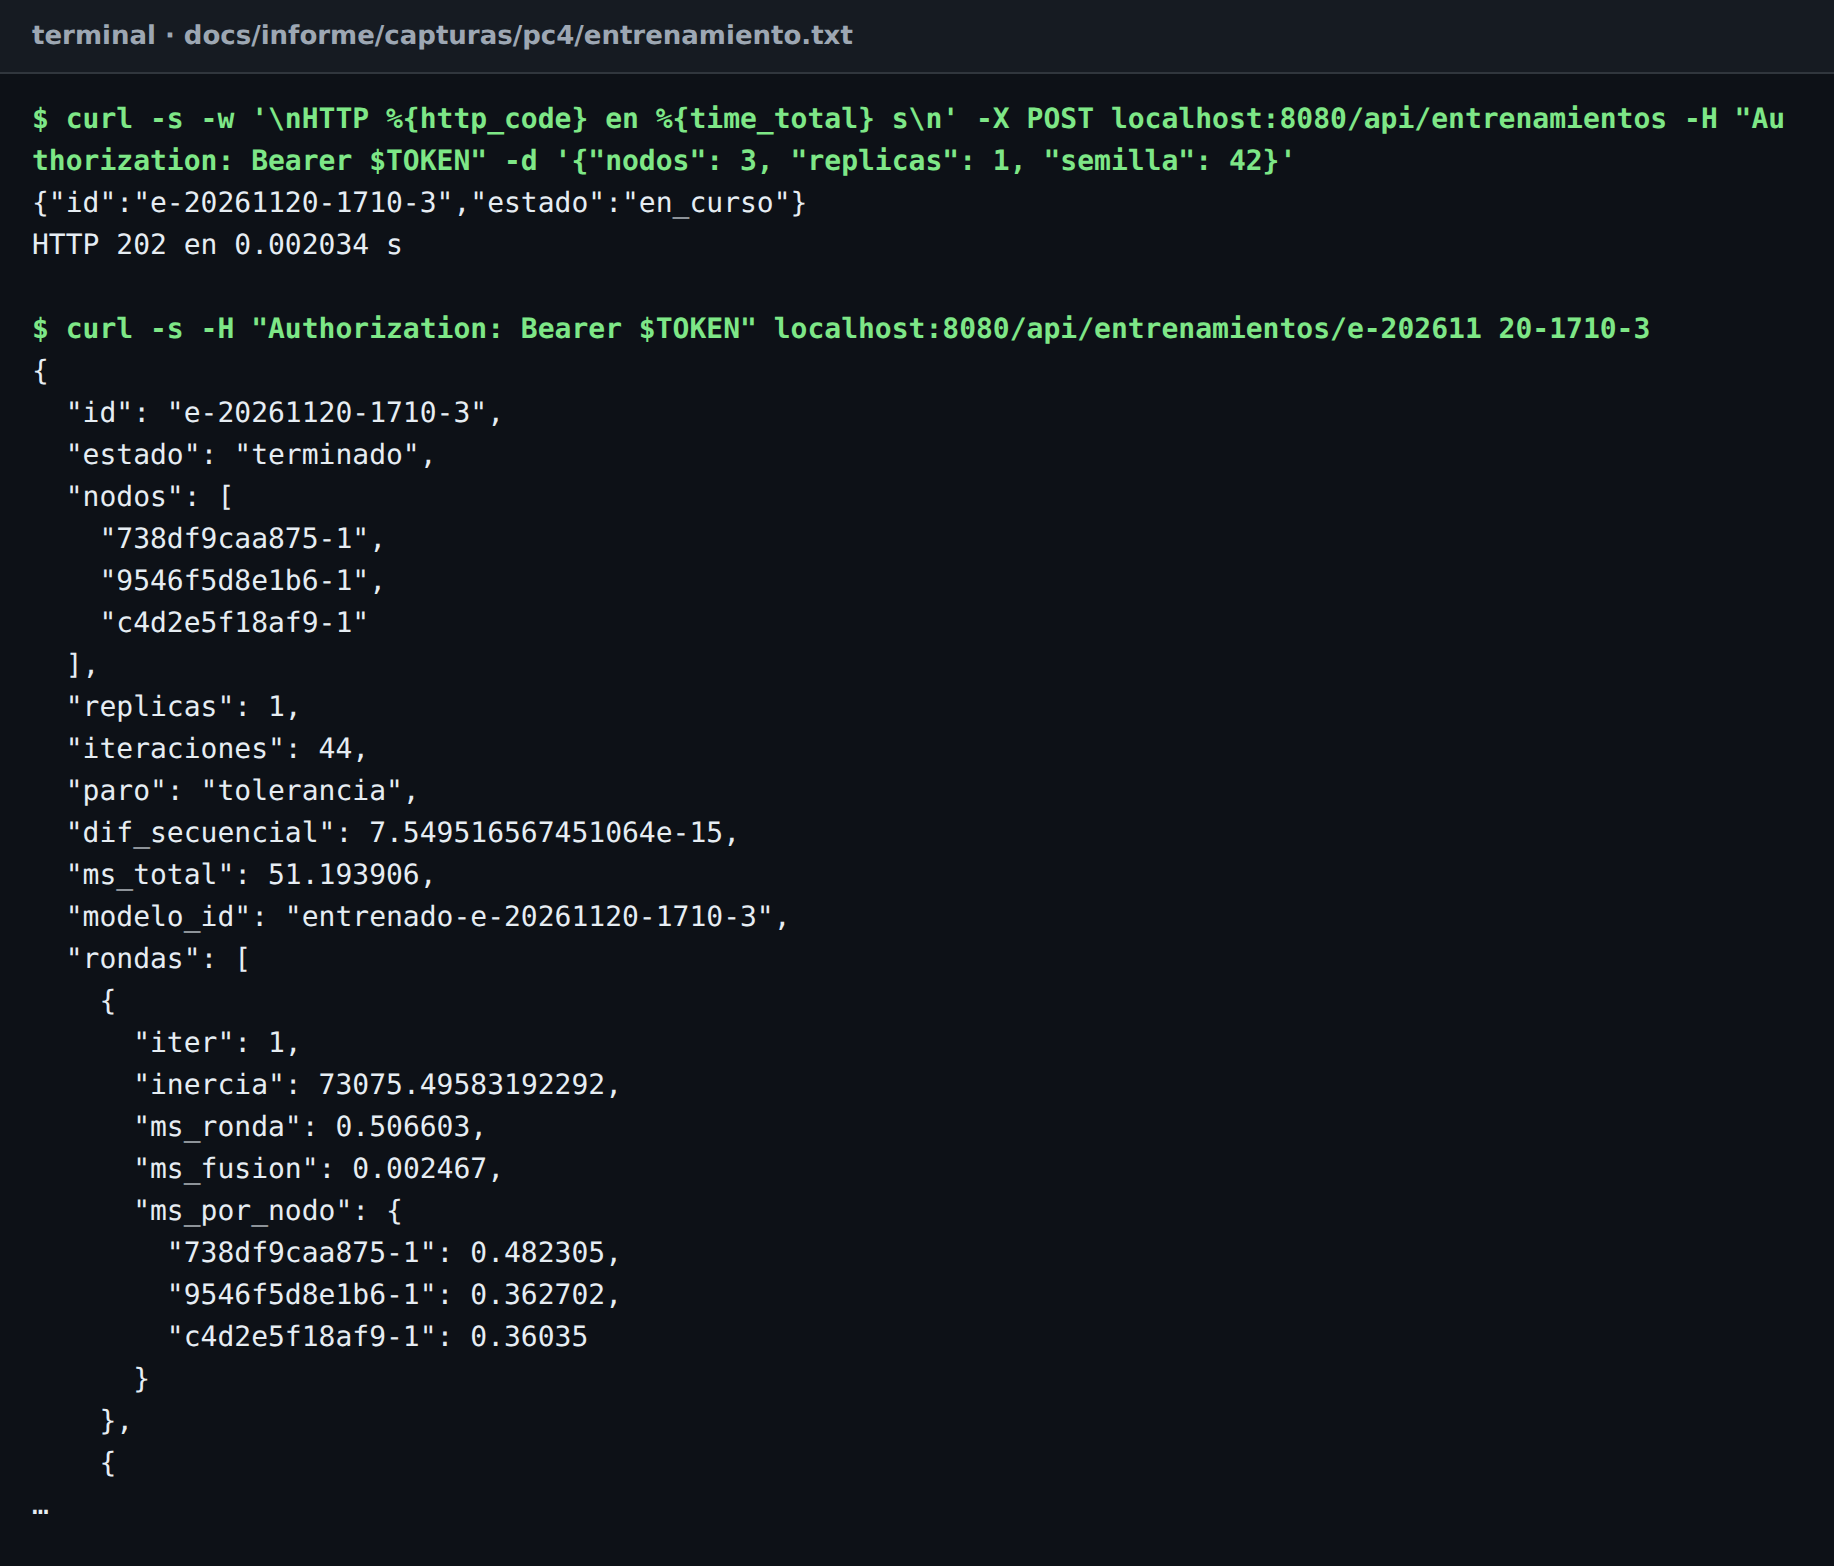 terminal · docs/informe/capturas/pc4/entrenamiento.txt
$ curl -s -w '\nHTTP %{http_code} en %{time_total} s\n' -X POST localhost:8080/api/entrenamientos -H "Au
thorization: Bearer $TOKEN" -d '{"nodos": 3, "replicas": 1, "semilla": 42}'
{"id":"e-20261120-1710-3","estado":"en_curso"}
HTTP 202 en 0.002034 s
$ curl -s -H "Authorization: Bearer $TOKEN" localhost:8080/api/entrenamientos/e-202611 20-1710-3
{
  "id": "e-20261120-1710-3",
  "estado": "terminado",
  "nodos": [
    "738df9caa875-1",
    "9546f5d8e1b6-1",
    "c4d2e5f18af9-1"
  ],
  "replicas": 1,
  "iteraciones": 44,
  "paro": "tolerancia",
  "dif_secuencial": 7.549516567451064e-15,
  "ms_total": 51.193906,
  "modelo_id": "entrenado-e-20261120-1710-3",
  "rondas": [
    {
      "iter": 1,
      "inercia": 73075.49583192292,
      "ms_ronda": 0.506603,
      "ms_fusion": 0.002467,
      "ms_por_nodo": {
        "738df9caa875-1": 0.482305,
        "9546f5d8e1b6-1": 0.362702,
        "c4d2e5f18af9-1": 0.36035
      }
    },
    {
…